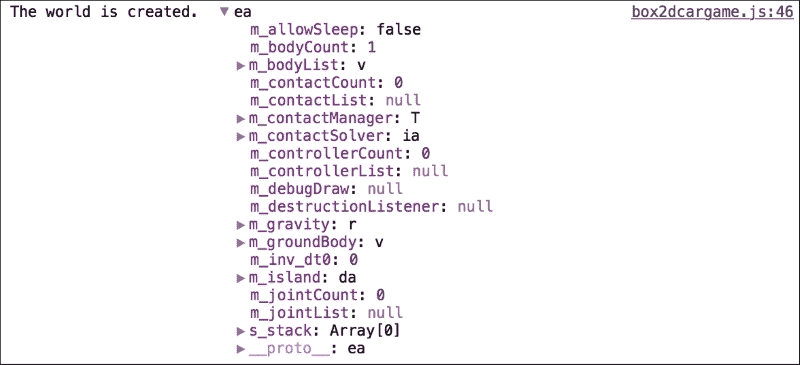 The world is created. ▼ea box2dcargame.js:46
m_allowSleep: false
m_bodyCount: 1
▶m_bodyList: v
m_contactCount: 0
m_contactList: null
▶m_contactManager: T
▶m_contactSolver: ia
m_controllerCount: 0
m_controllerList: null
m_debugDraw: null
m_destructionListener: null
▶m_gravity: r
▶m_groundBody: v
m_inv_dt0: 0
▶m_island: da
m_jointCount: 0
m_jointList: null
▶s_stack: Array[0]
▶__proto__: ea